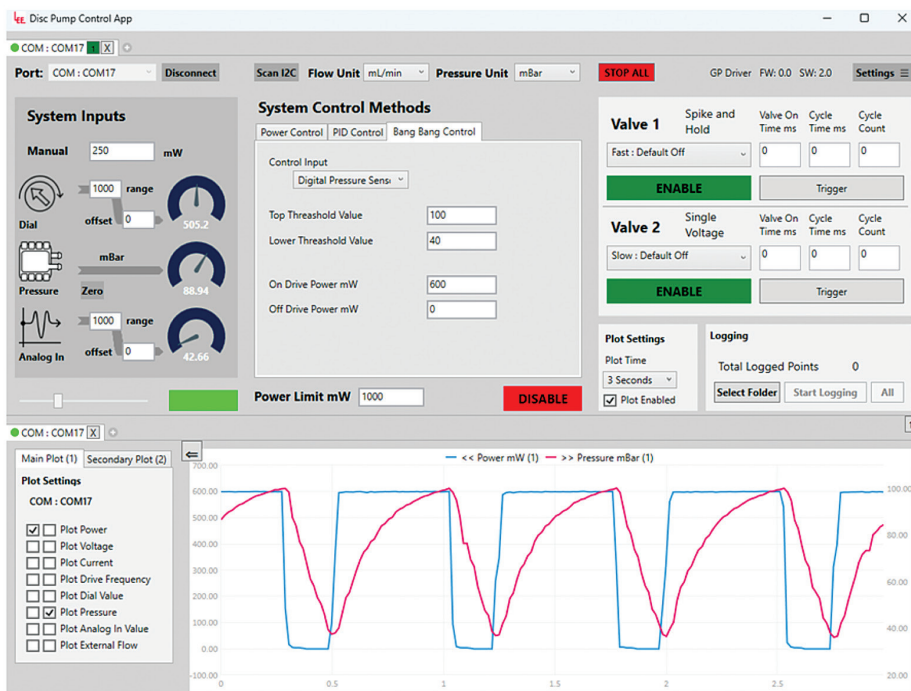 LEE Disc Pump Control App
COM : COM17 1 X
Port: COM : COM17 Disconnect Scan I2C Flow Unit mL/min Pressure Unit mBar STOP ALL GP Driver FW: 0.0 SW: 2.0 Settings
System Inputs
Manual 250 mW
1000 range
offset 0
Dial
505.2
mBar
Pressure Zero
88.94
1000 range
offset 0
Analog In
42.66
System Control Methods
Power Control PID Control Bang Bang Control
Control Input
Digital Pressure Sens
Top Threshold Value 100
Lower Threshold Value 40
On Drive Power mW 600
Off Drive Power mW 0
Power Limit mW 1000 DISABLE
Valve 1 Spike and Hold Valve On Time ms Cycle Time ms Cycle Count
Fast : Default Off 0 0 0
ENABLE Trigger
Valve 2 Single Voltage Valve On Time ms Cycle Time ms Cycle Count
Slow : Default Off 0 0 0
ENABLE Trigger
Plot Settings
Plot Time
3 Seconds
Plot Enabled
Logging
Total Logged Points 0
Select Folder Start Logging All
COM : COM17 X
Main Plot (1) Secondary Plot (2)
Plot Settings
COM : COM17
Plot Power
Plot Voltage
Plot Current
Plot Drive Frequency
Plot Dial Value
Plot Pressure
Plot Analog In Value
Plot External Flow
<< Power mW (1) >> Pressure mBar (1)
700.00
600.00
500.00
400.00
300.00
200.00
100.00
0.00
-100.00
100.00
80.00
60.00
40.00
20.00
0 0.5 1 1.5 2 2.5